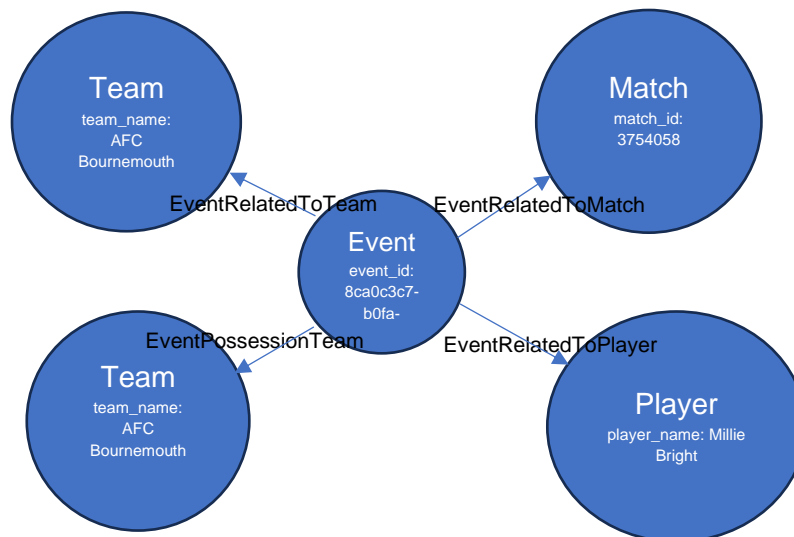 Team
team_name:
AFC
Bournemouth
Match
match_id:
3754058
EventRelatedToTeam
EventRelatedToMatch
Event
event_id:
8ca0c3c7-
b0fa-
EventPossessionTeam
EventRelatedToPlayer
Team
team_name:
AFC
Bournemouth
Player
player_name: Millie
Bright